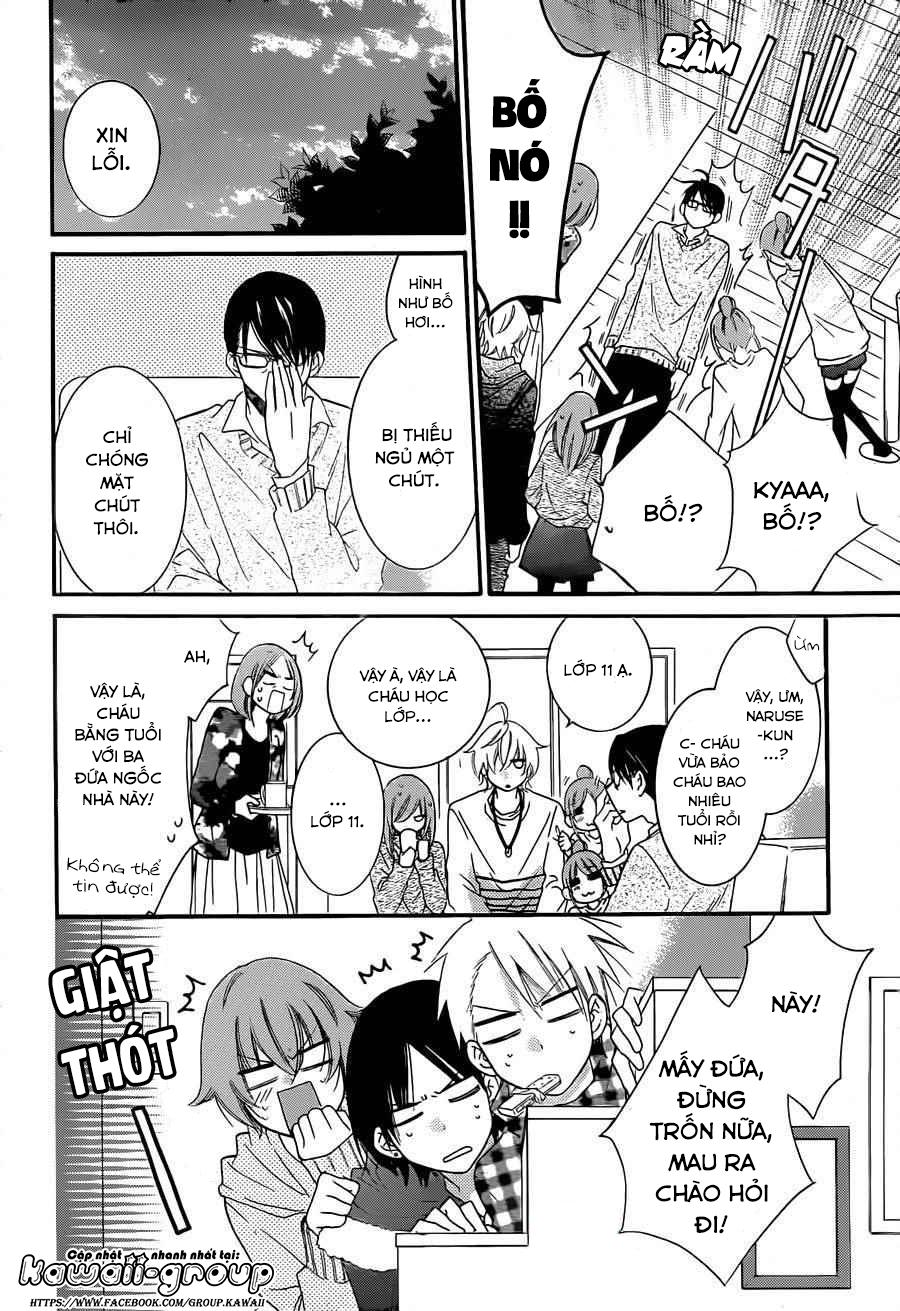 RẦM
BỐ
NÓ
!!
KYAAA,
BỐ!?
BỐ!?
XIN
LỖI.
HÌNH
NHƯ BỐ
HƠI...
BỊ THIẾU
NGỦ MỘT
CHÚT.
CHỈ
CHÓNG
MẶT
CHÚT
THÔI.
Ừm
VẬY, ƯM,
NARUSE
-KUN
...?
C- CHÁU
VỪA BẢO
CHÁU BAO
NHIÊU
TUỔI RỒI
NHỈ?
LỚP 11 Ạ.
VẬY À, VẬY LÀ
CHÁU HỌC
LỚP...
...
LỚP 11.
AH,
VẬY LÀ,
CHÁU
BẰNG TUỔI
VỚI BA
ĐỨA NGỐC
NHÀ NÀY!
Không thể
tin được!
NÀY!
MẤY ĐỨA,
ĐỪNG
TRỐN NỮA,
MAU RA
CHÀO HỎI
ĐI!
GIẬT
THÓT
Cập nhật nhanh nhất tại:
kawaii-group
HTTPS://WWW.FACEBOOK.COM/GROUP.KAWAII